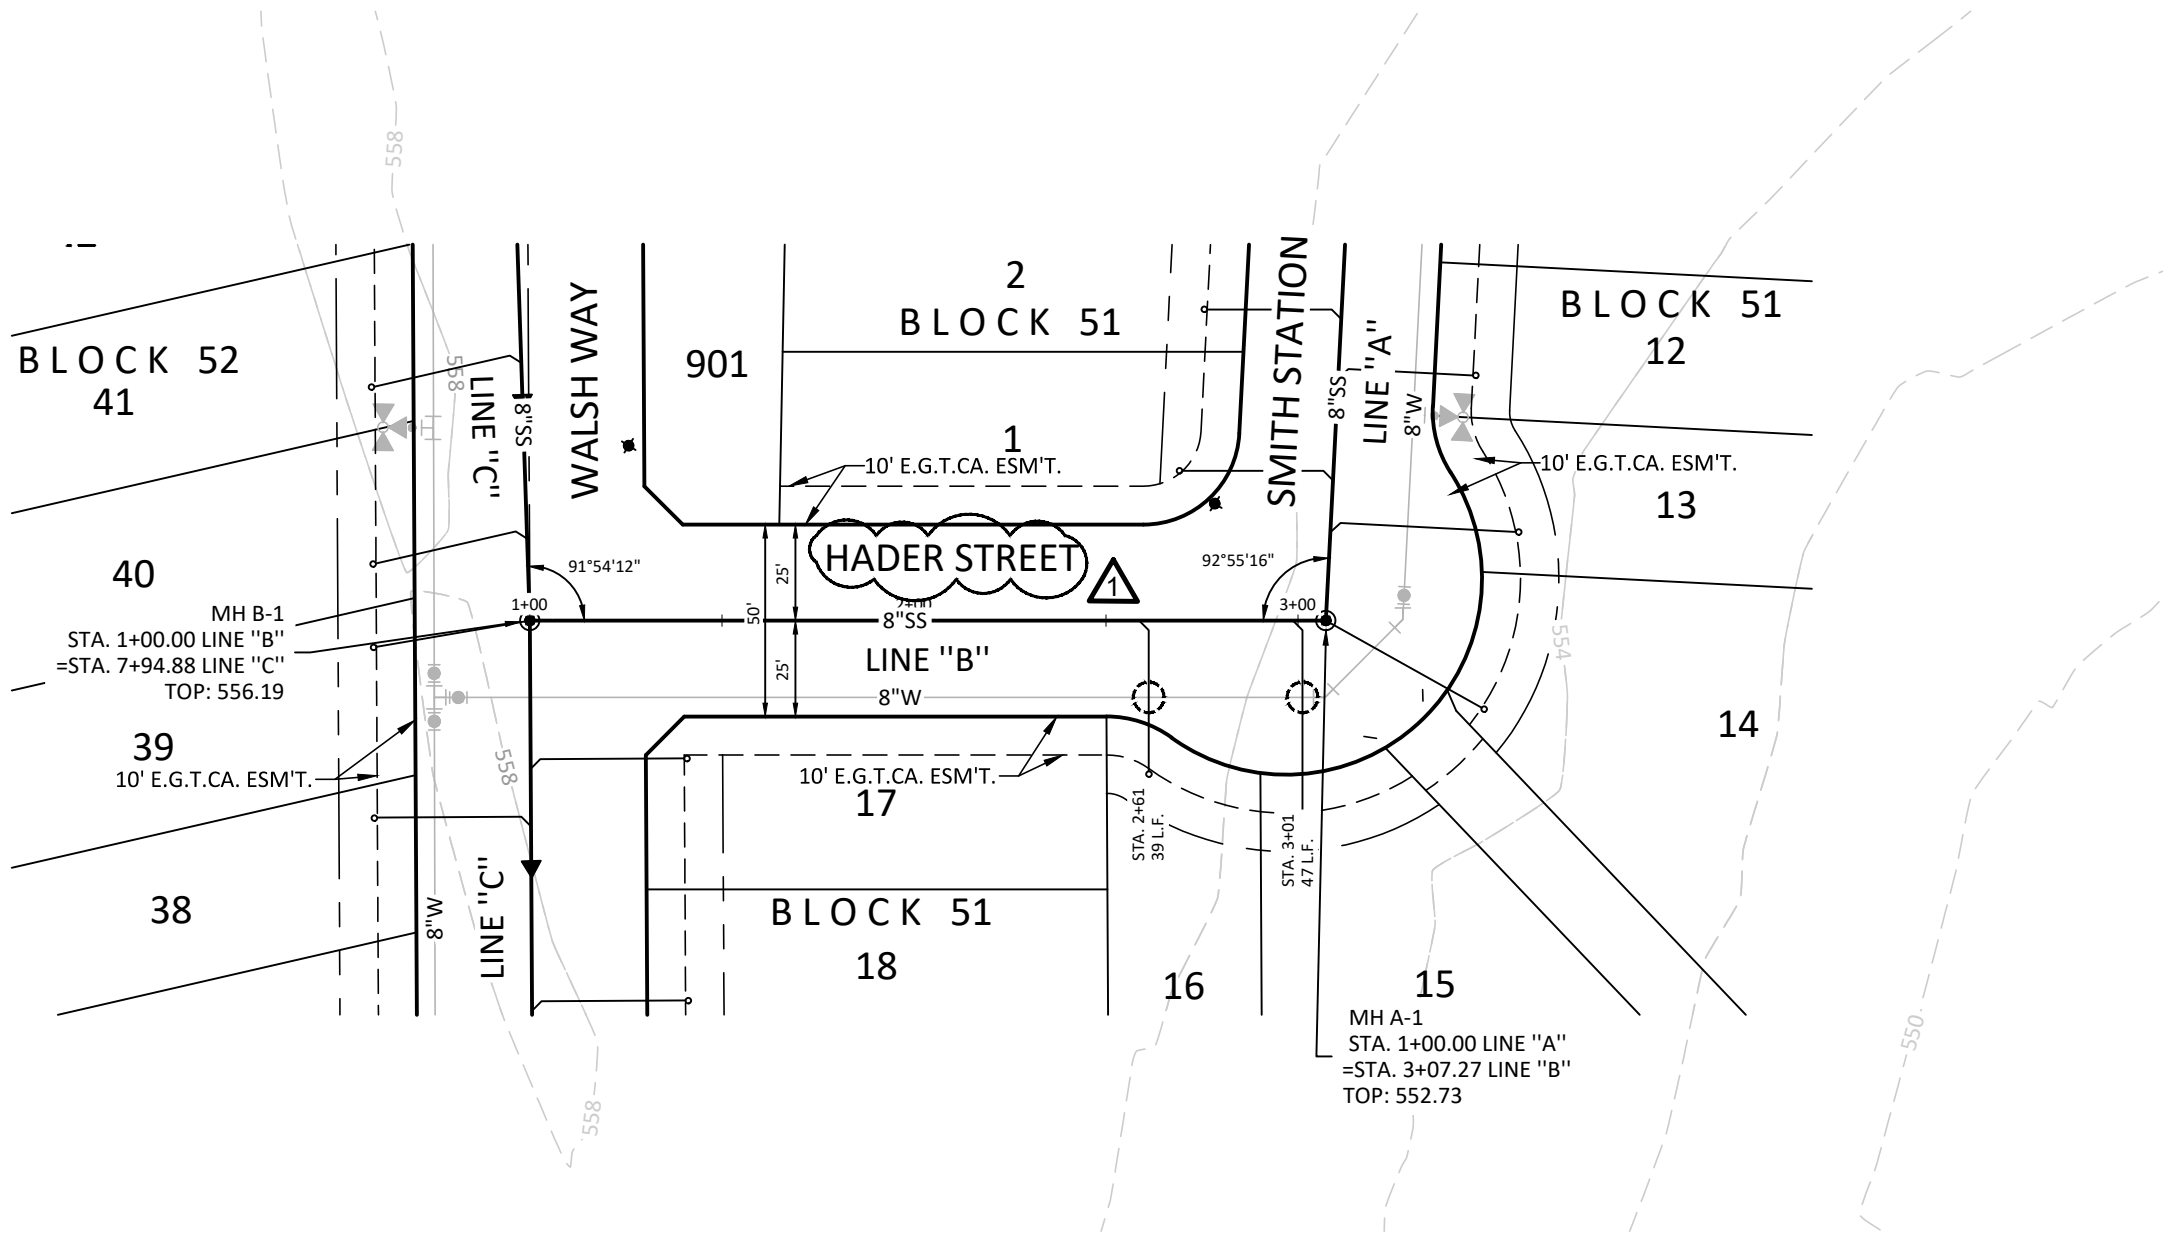 558
2
B L O C K 51
SMITH STATION
B L O C K 51
12
WALSH WAY
B L O C K 52
41
901
LINE "A"
8"SS
8"W
558
LINE "C"
8"SS
1
10' E.G.T.CA. ESM'T.
10' E.G.T.CA. ESM'T.
13
HADER STREET
1
40
91°54'12"
92°55'16"
25'
50'
1+00
2+00
3+00
8"SS
MH B-1
STA. 1+00.00 LINE "B"
=STA. 7+94.88 LINE "C"
TOP: 556.19
LINE "B"
25'
8"W
554
14
39
10' E.G.T.CA. ESM'T.
558
10' E.G.T.CA. ESM'T.
17
STA. 2+61
39 L.F.
STA. 3+01
47 L.F.
38
8"W
LINE "C"
B L O C K 51
18
16
15
MH A-1
STA. 1+00.00 LINE "A"
=STA. 3+07.27 LINE "B"
TOP: 552.73
550
558